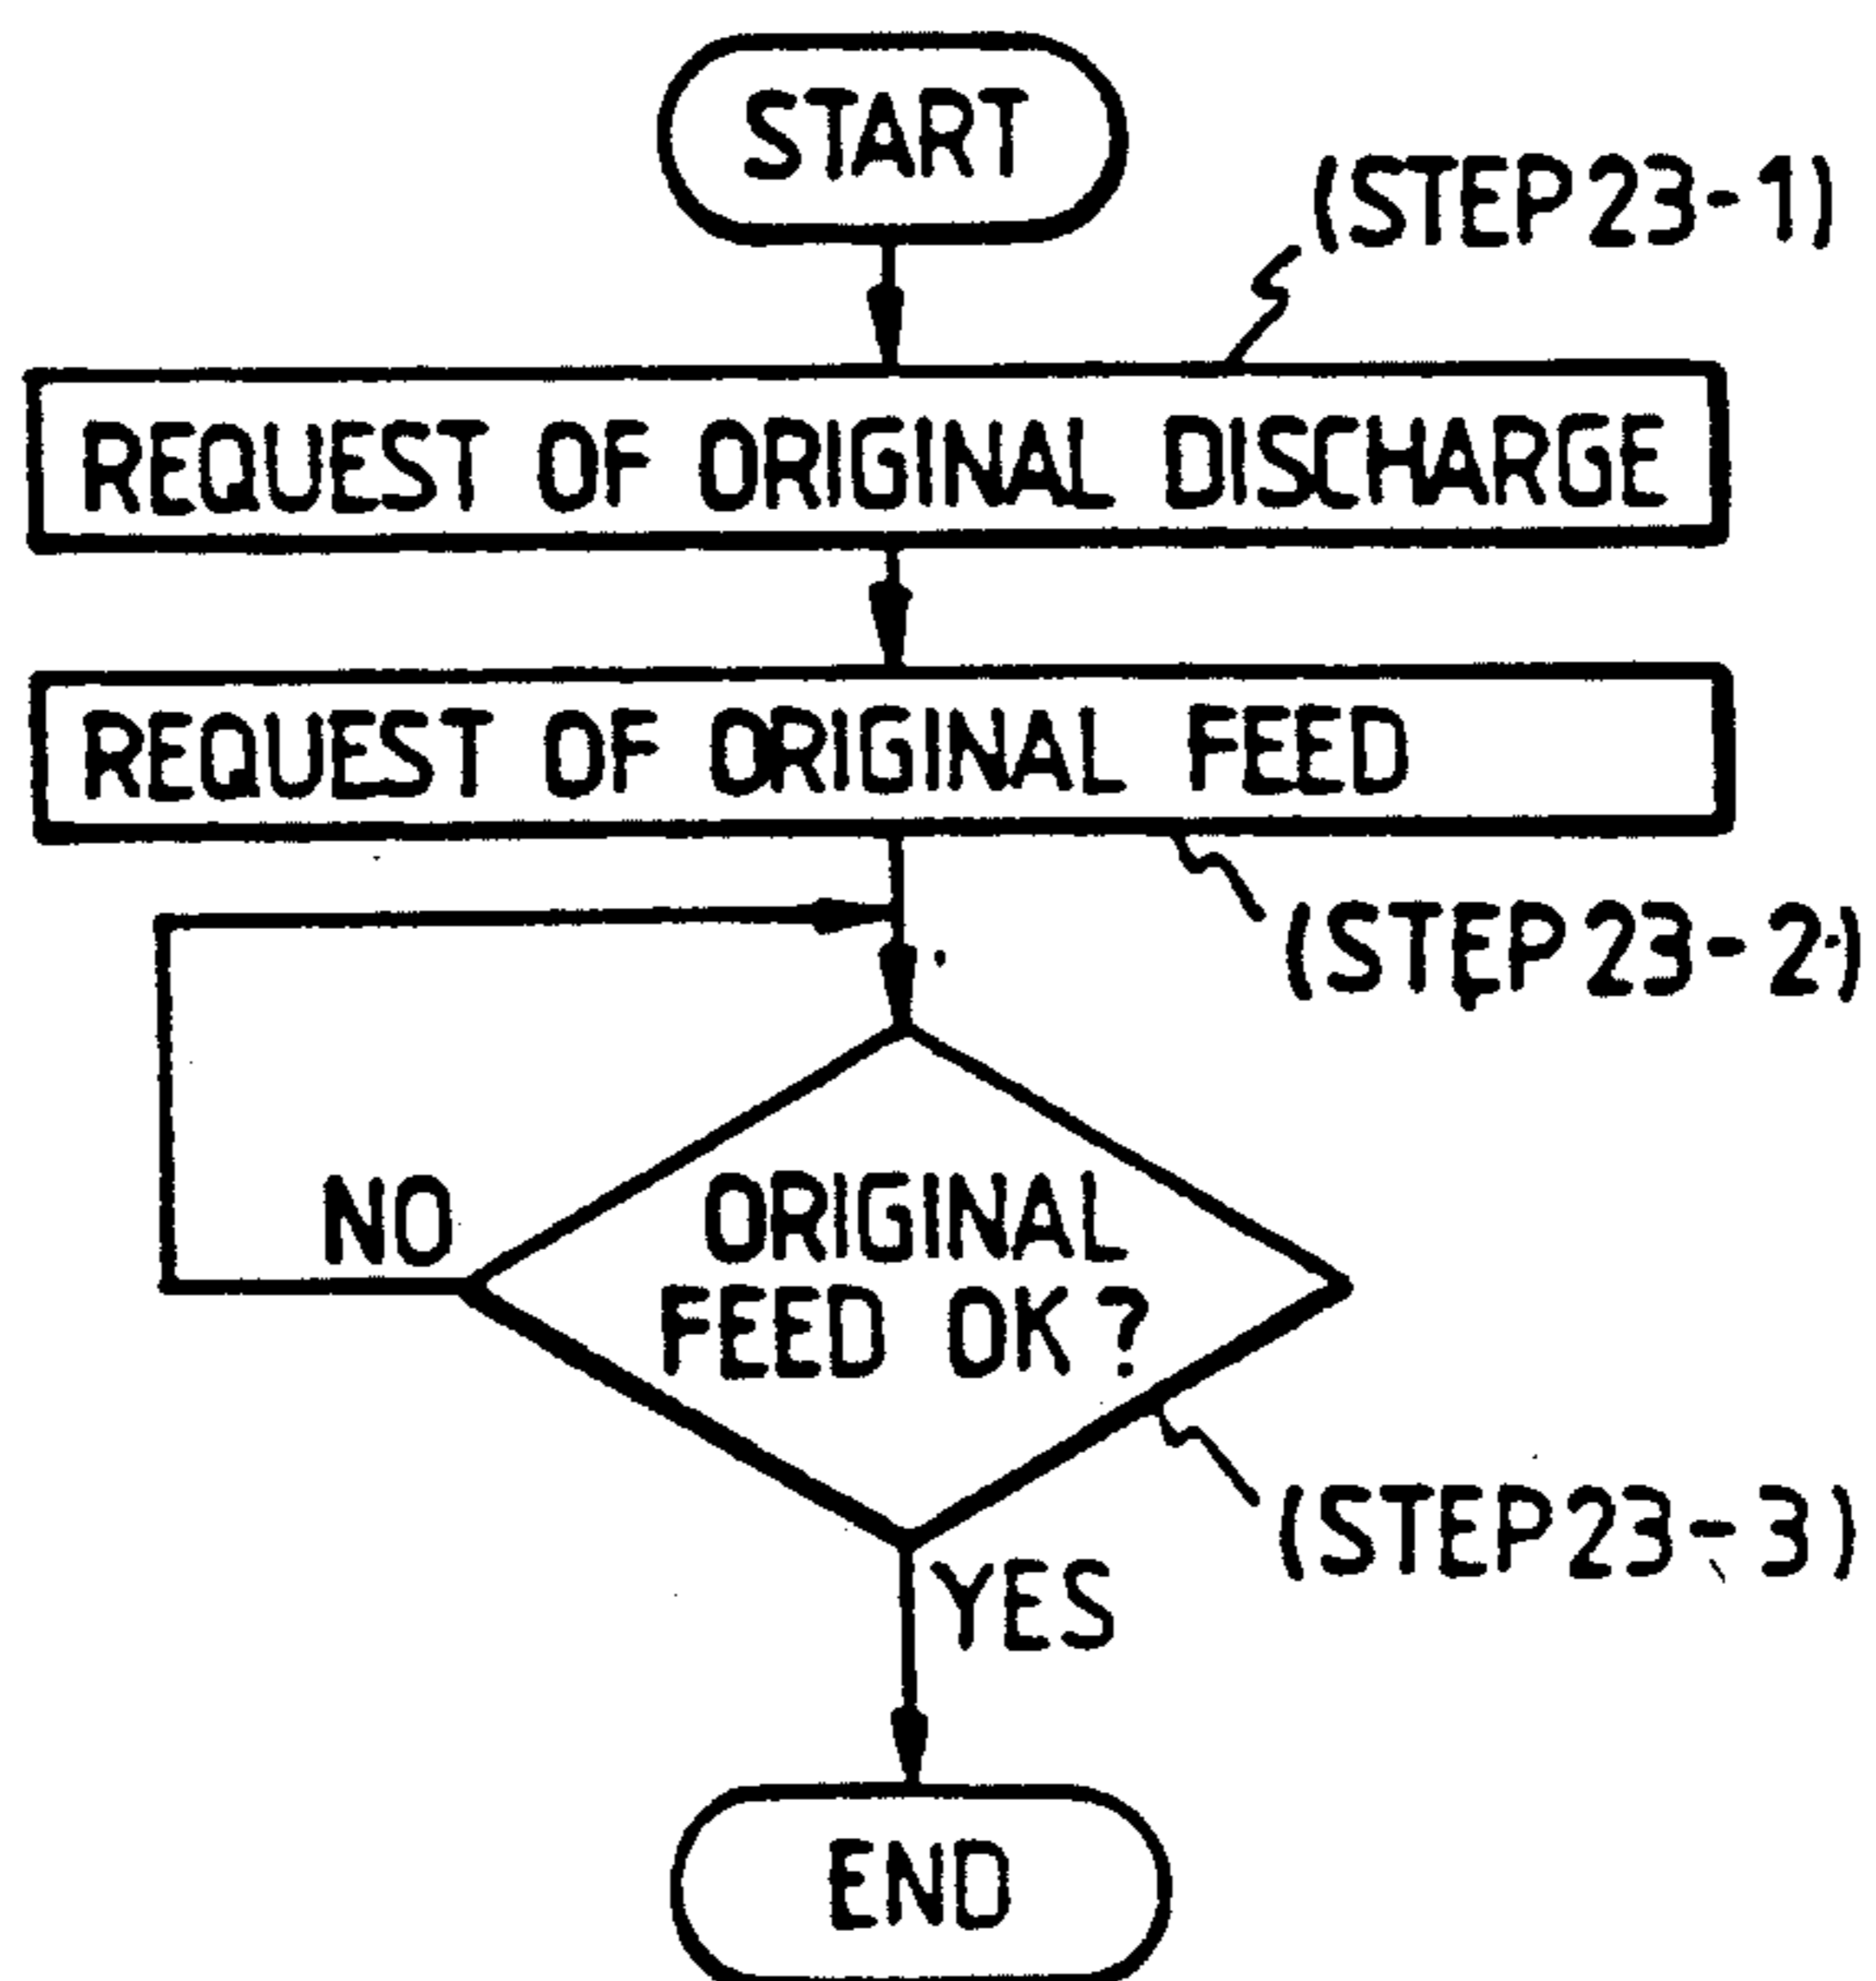 START
(STEP 23-1)
REQUEST OF ORIGINAL DISCHARGE
REQUEST OF ORIGINAL FEED
(STEP 23-2)
NO
ORIGINAL
FEED OK?
(STEP 23-3)
YES
END